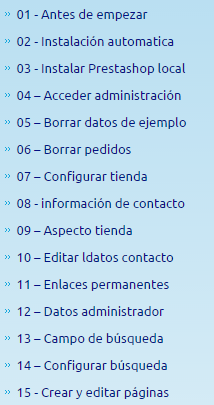 01 - Antes de empezar
02 - Instalación automatica
03 - Instalar Prestashop local
04 – Acceder administración
05 – Borrar datos de ejemplo
06 – Borrar pedidos
07 – Configurar tienda
08 - información de contacto
09 – Aspecto tienda
10 – Editar ldatos contacto
11 – Enlaces permanentes
12 – Datos administrador
13 – Campo de búsqueda
14 – Configurar búsqueda
15 - Crear y editar páginas